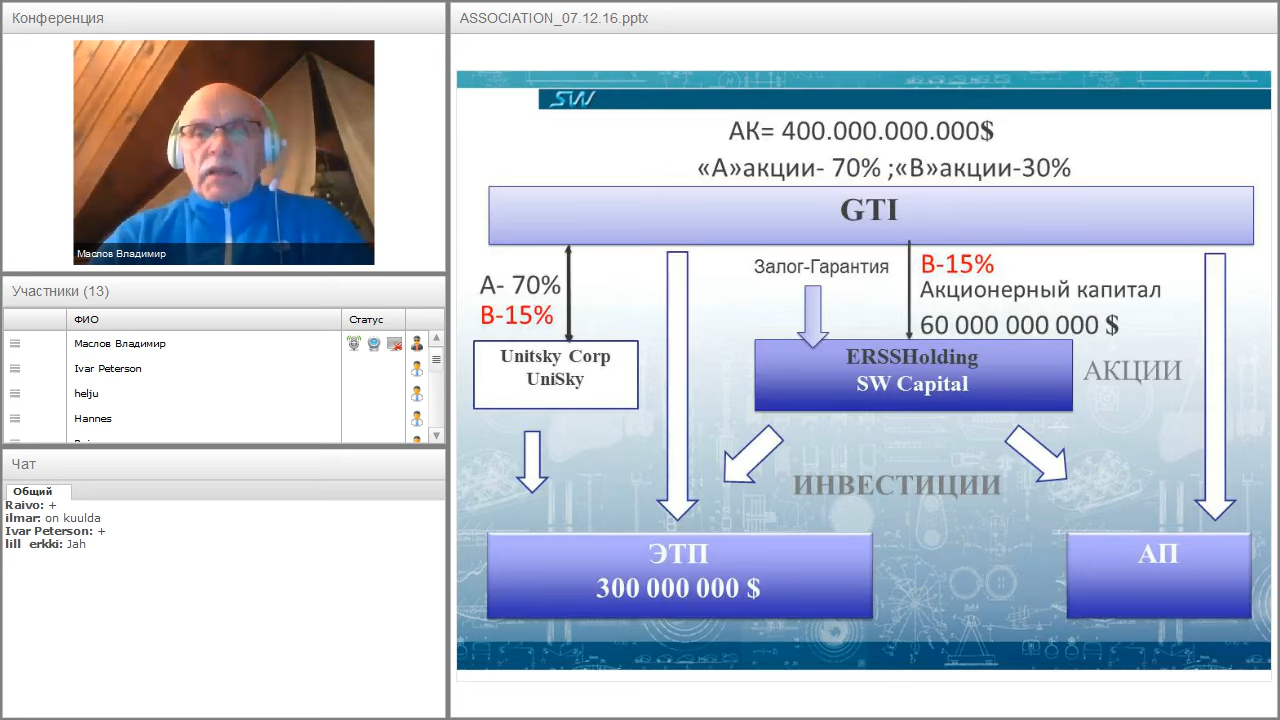 Конференция
Маслов Владимир
Участники (13)
ФИО
Статус
Маслов Владимир
Ivar Peterson
helju
Hannes
Чат
Общий
Raivo: +
ilmar: on kuulda
Ivar Peterson: +
lill_erkki: Jah
ASSOCIATION_07.12.16.pptx
SW
АК= 400.000.000.000$
«А»акции- 70% ;«В»акции-30%
GTI
А- 70%
В-15%
Залог-Гарантия
В-15%
Акционерный капитал
60 000 000 000 $
Unitsky Corp
UniSky
ERSSHolding
SW Capital
АКЦИИ
ИНВЕСТИЦИИ
ЭТП
300 000 000 $
АП